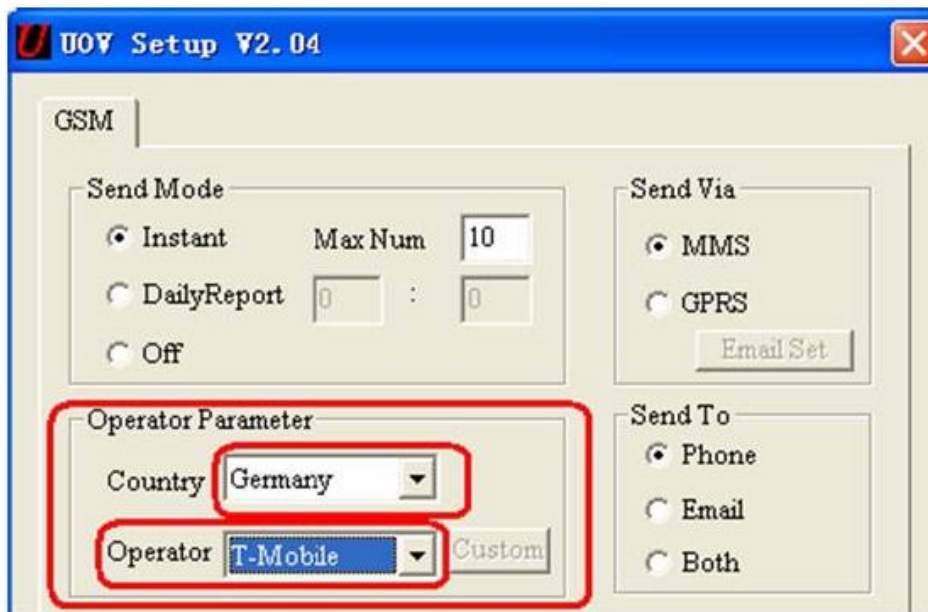 UOV Setup V2.04
GSM
Send Mode
Instant Max Num 10
DailyReport 0 : 0
Off
Send Via
MMS
GPRS
Email Set
Operator Parameter
Country Germany
Operator T-Mobile Custom
Send To
Phone
Email
Both